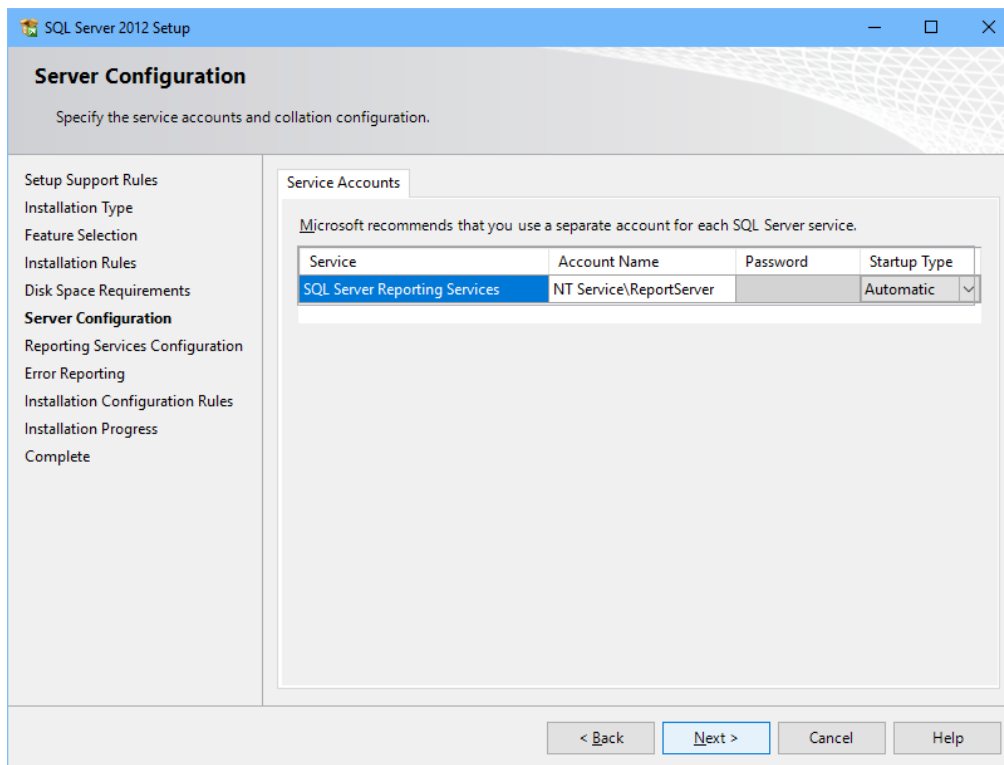 SQL Server 2012 Setup
Server Configuration
Specify the service accounts and collation configuration.
Setup Support Rules
Installation Type
Feature Selection
Installation Rules
Disk Space Requirements
Server Configuration
Reporting Services Configuration
Error Reporting
Installation Configuration Rules
Installation Progress
Complete
Service Accounts
Microsoft recommends that you use a separate account for each SQL Server service.
Service Account Name Password Startup Type
SQL Server Reporting Services NT Service\ReportServer Automatic
< Back Next > Cancel Help